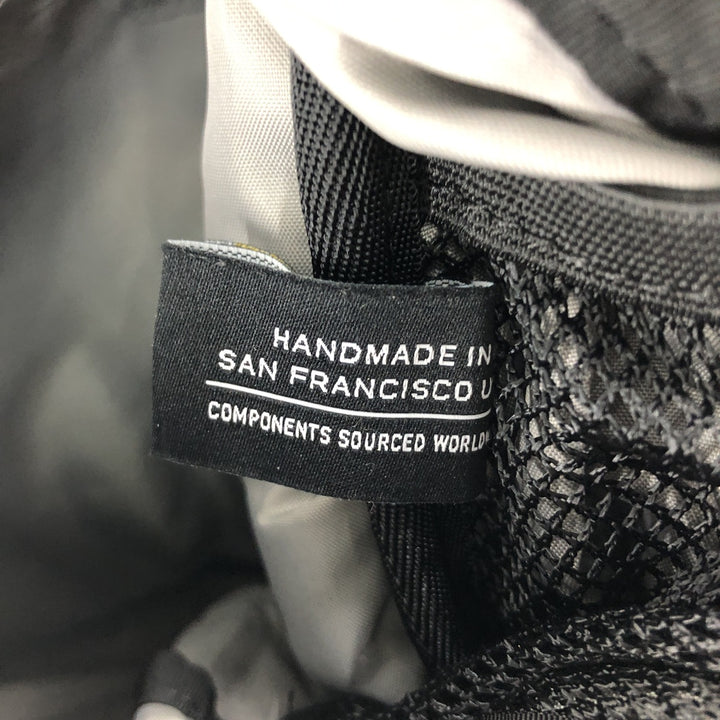 HANDMADE IN
SAN FRANCISCO U
COMPONENTS SOURCED WORLD